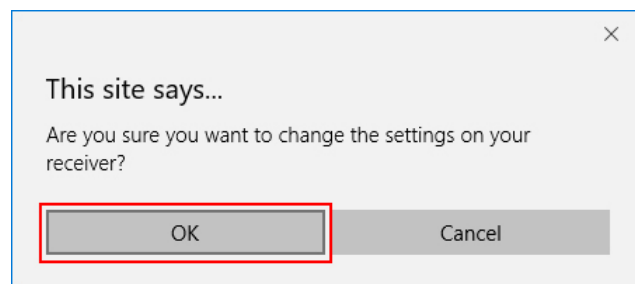 This site says...
Are you sure you want to change the settings on your
receiver?
OK Cancel